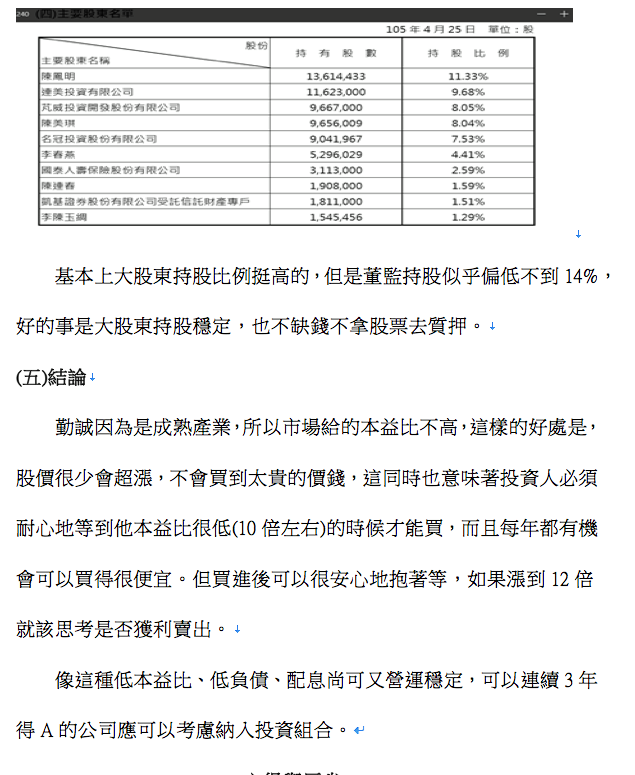 240 (四)主要股東名單
105年4月25日 單位:股
股份
主要股東名稱 持有股數 持股比例
陳鳳明 13,614,433 11.33%
達美投資有限公司 11,623,000 9.68%
芃威投資開發股份有限公司 9,667,000 8.05%
陳美琪 9,656,009 8.04%
名冠投資股份有限公司 9,041,967 7.53%
李春燕 5,296,029 4.41%
國泰人壽保險股份有限公司 3,113,000 2.59%
陳達春 1,908,000 1.59%
凱基證券股份有限公司受託信託財產專戶 1,811,000 1.51%
李陳玉綢 1,545,456 1.29%
基本上大股東持股比例挺高的,但是董監持股似乎偏低不到 14%,
好的事是大股東持股穩定,也不缺錢不拿股票去質押。
(五)結論
勤誠因為是成熟產業,所以市場給的本益比不高,這樣的好處是,
股價很少會超漲,不會買到太貴的價錢,這同時也意味著投資人必須
耐心地等到他本益比很低(10 倍左右)的時候才能買,而且每年都有機
會可以買得很便宜。但買進後可以很安心地抱著等,如果漲到 12 倍
就該思考是否獲利賣出。
像這種低本益比、低負債、配息尚可又營運穩定,可以連續 3 年
得 A 的公司應可以考慮納入投資組合。